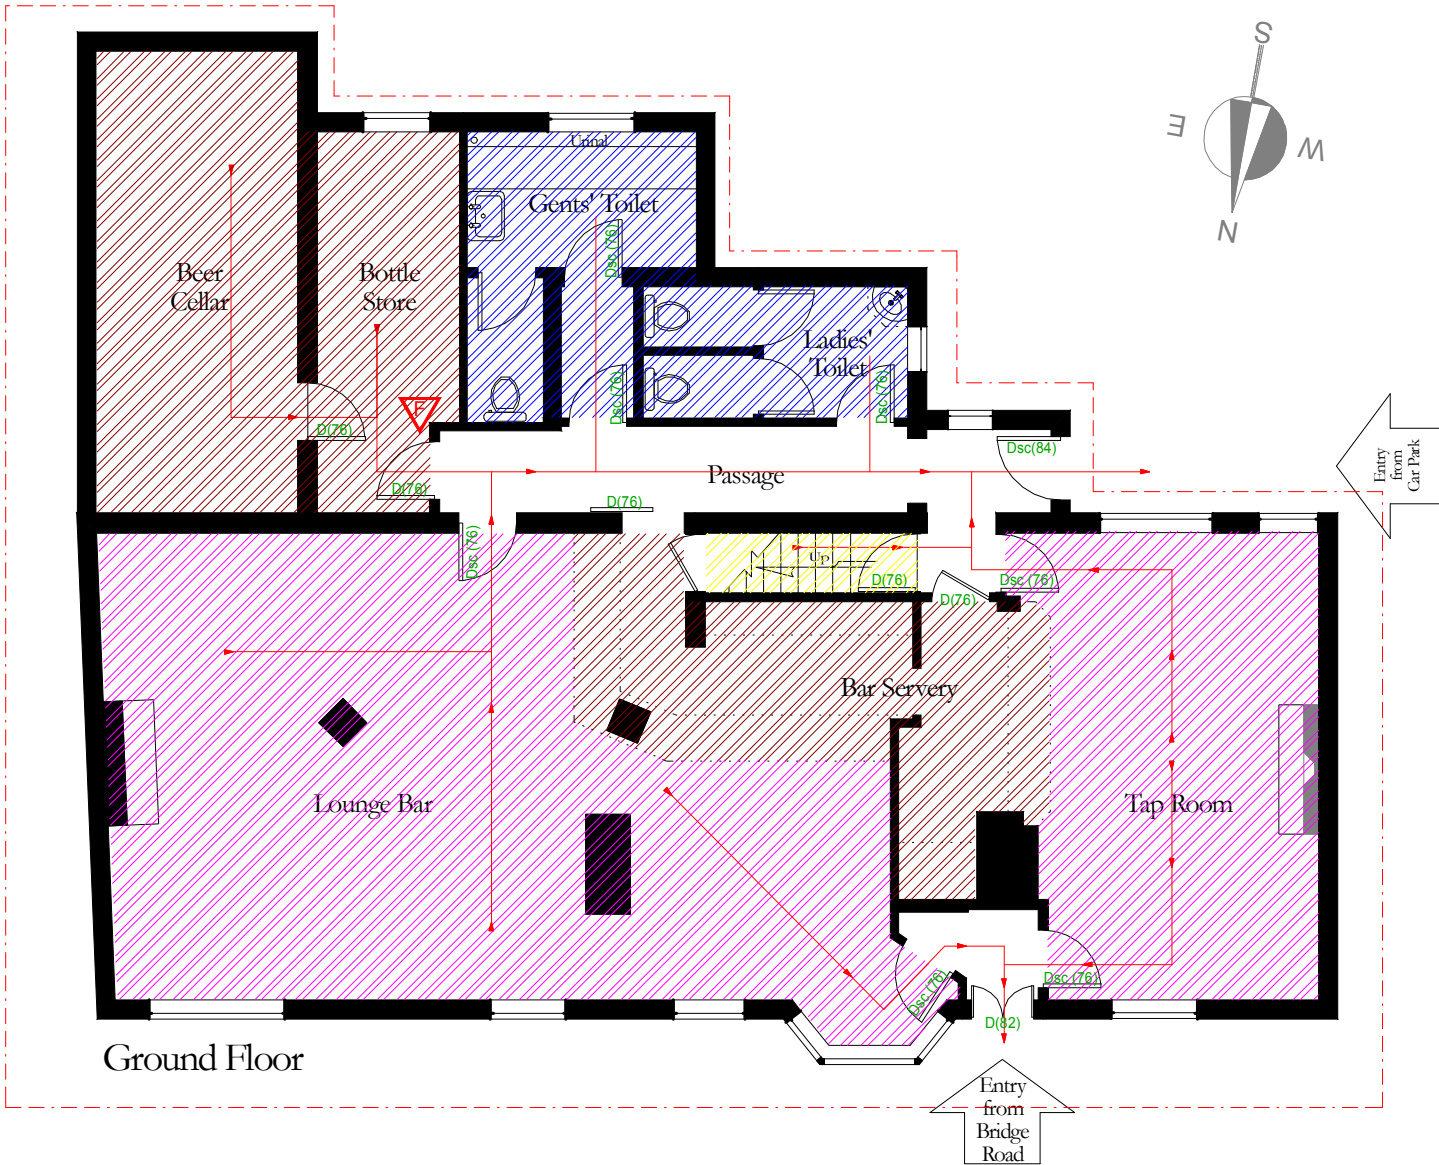 S
E
W
N
Urinal
Gents' Toilet
Dsc (76)
Beer
Cellar
Bottle
Store
Ladies'
Toilet
Dsc (76)
Dsc (76)
F
D(76)
Dsc(84)
Entry
from
Car Park
Passage
D(76)
D(76)
Dsc (76)
Up
D(76)
Dsc (76)
D(76)
Bar Servery
Lounge Bar
Tap Room
Dsc (76)
Dsc (76)
D(82)
Ground Floor
Entry
from
Bridge
Road